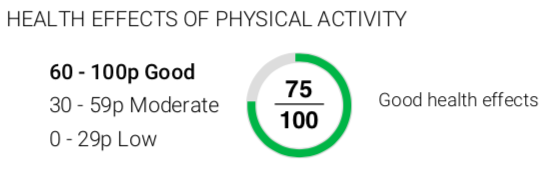 HEALTH EFFECTS OF PHYSICAL ACTIVITY
60 - 100p Good
30 - 59p Moderate
0 - 29p Low
75
100
Good health effects